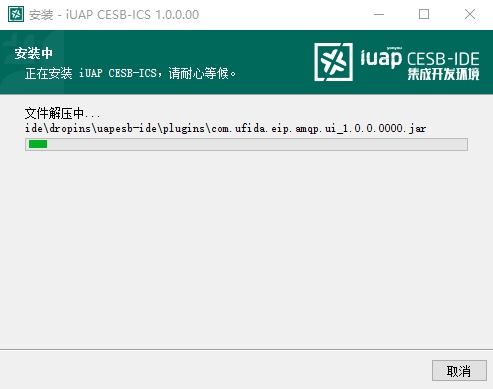 安装 - iUAP CESB-ICS 1.0.0.00
安装中
正在安装 iUAP CESB-ICS，请耐心等候。
iuap CESB-IDE
集成开发环境
文件解压中...
ide\dropins\uapesb-ide\plugins\com.ufida.eip.amqp.ui_1.0.0.0000.jar
取消